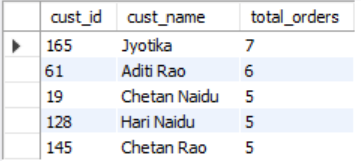 cust_id cust_name total_orders
165 Jyotika 7
61 Aditi Rao 6
19 Chetan Naidu 5
128 Hari Naidu 5
145 Chetan Rao 5